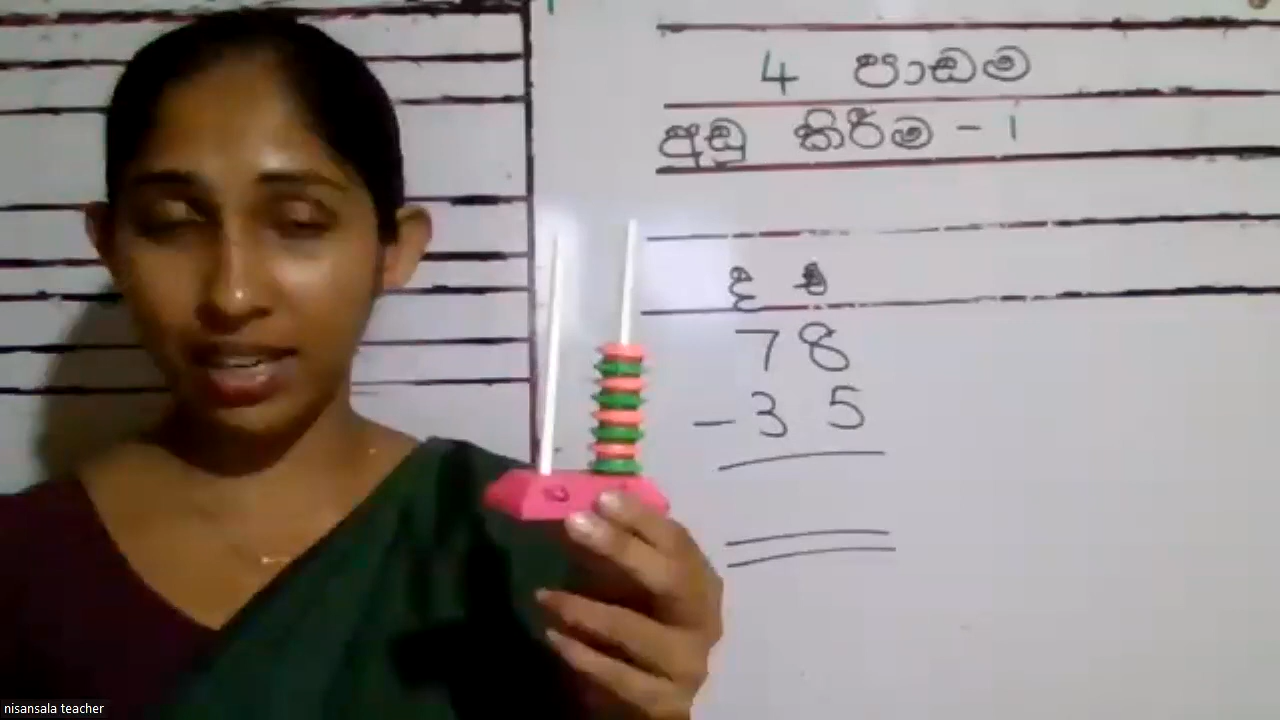 4 පාඩම
අඩු කිරීම - 1
ද එ
78
- 35
nisansala teacher